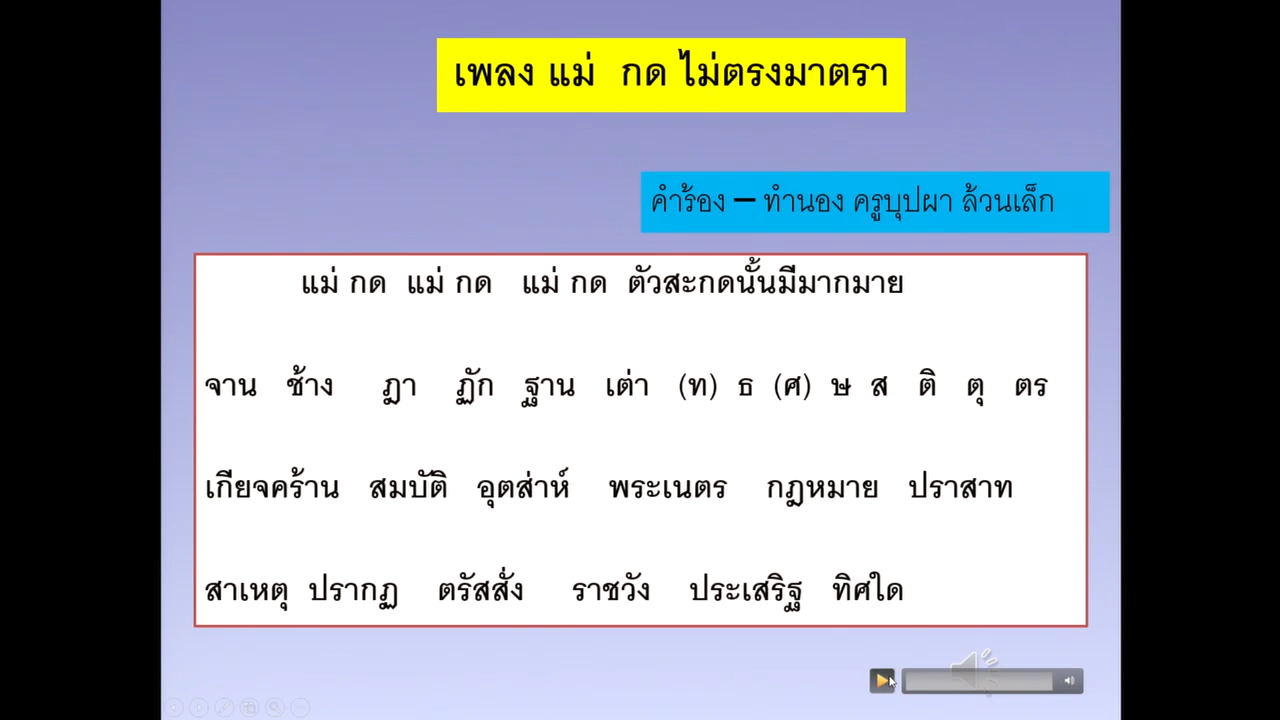 เพลง แม่ กด ไม่ตรงมาตรา
คำร้อง – ทำนอง ครูบุปผา ล้วนเล็ก
แม่ กด แม่ กด แม่ กด ตัวสะกดนั้นมีมากมาย
จาน ช้าง ฎา ฏัก ฐาน เต่า (ท) ธ (ศ) ษ ส ติ ตุ ตร
เกียจคร้าน สมบัติ อุตส่าห์ พระเนตร กฎหมาย ปราสาท
สาเหตุ ปรากฏ ตรัสสั่ง ราชวัง ประเสริฐ ทิศใด